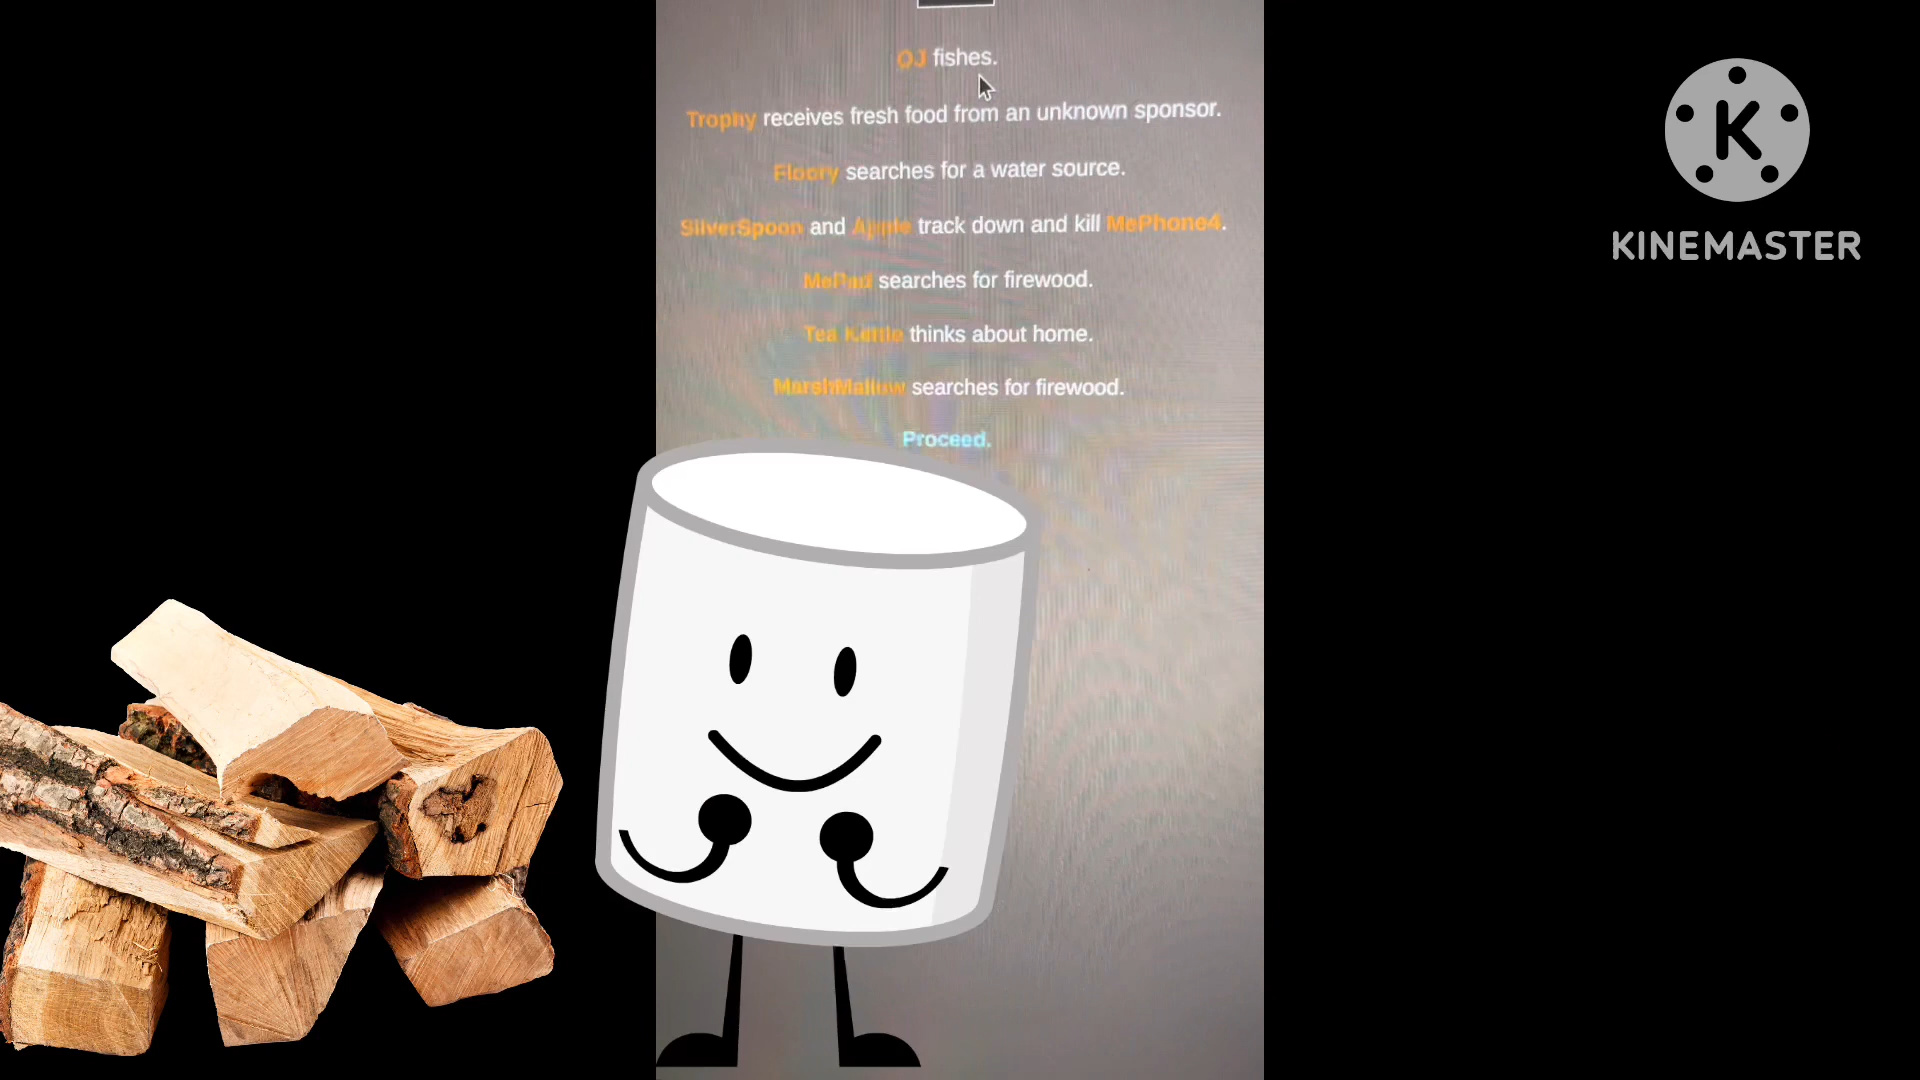 OJ fishes.
Trophy receives fresh food from an unknown sponsor.
Floory searches for a water source.
SilverSpoon and Apple track down and kill MePhone4.
MePad searches for firewood.
Tea Kettle thinks about home.
MarshMallow searches for firewood.
Proceed.
K
KINEMASTER